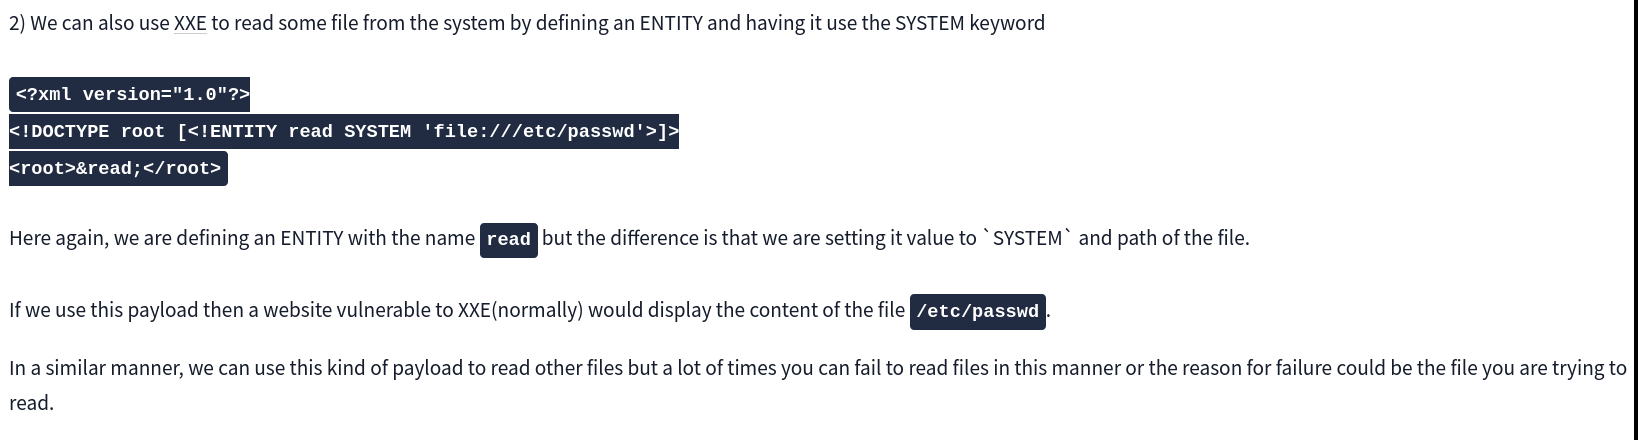 2) We can also use XXE to read some file from the system by defining an ENTITY and having it use the SYSTEM keyword
<?xml version="1.0"?>
<!DOCTYPE root [<!ENTITY read SYSTEM 'file:///etc/passwd'>]>
<root>&read;</root>
Here again, we are defining an ENTITY with the name read but the difference is that we are setting it value to `SYSTEM` and path of the file.
If we use this payload then a website vulnerable to XXE(normally) would display the content of the file /etc/passwd.
In a similar manner, we can use this kind of payload to read other files but a lot of times you can fail to read files in this manner or the reason for failure could be the file you are trying to
read.